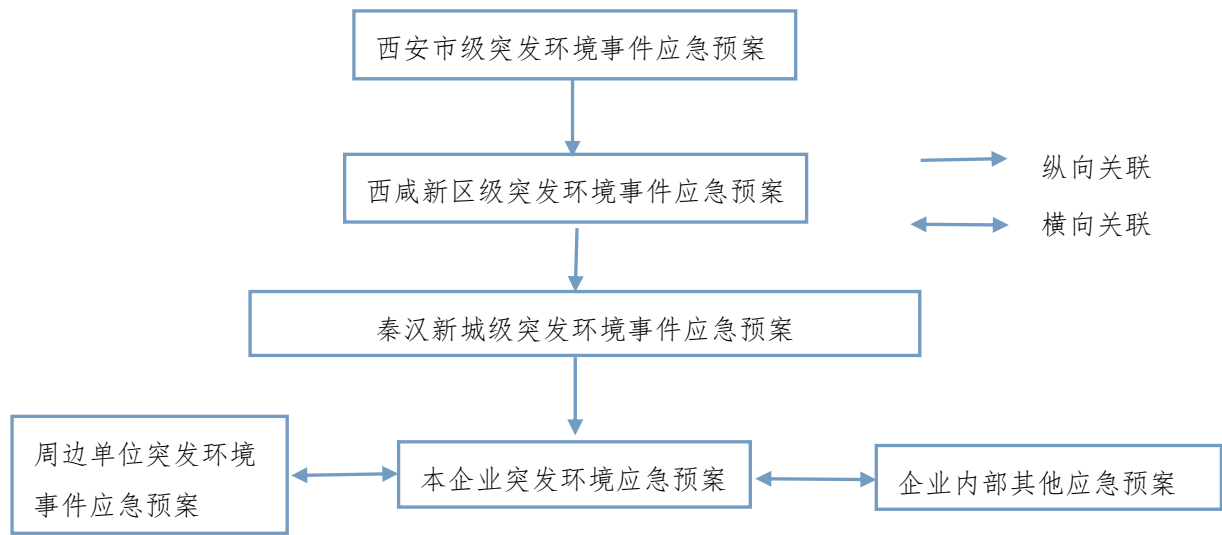 西安市级突发环境事件应急预案
西咸新区级突发环境事件应急预案
纵向关联
横向关联
秦汉新城级突发环境事件应急预案
周边单位突发环境
事件应急预案
本企业突发环境应急预案
企业内部其他应急预案